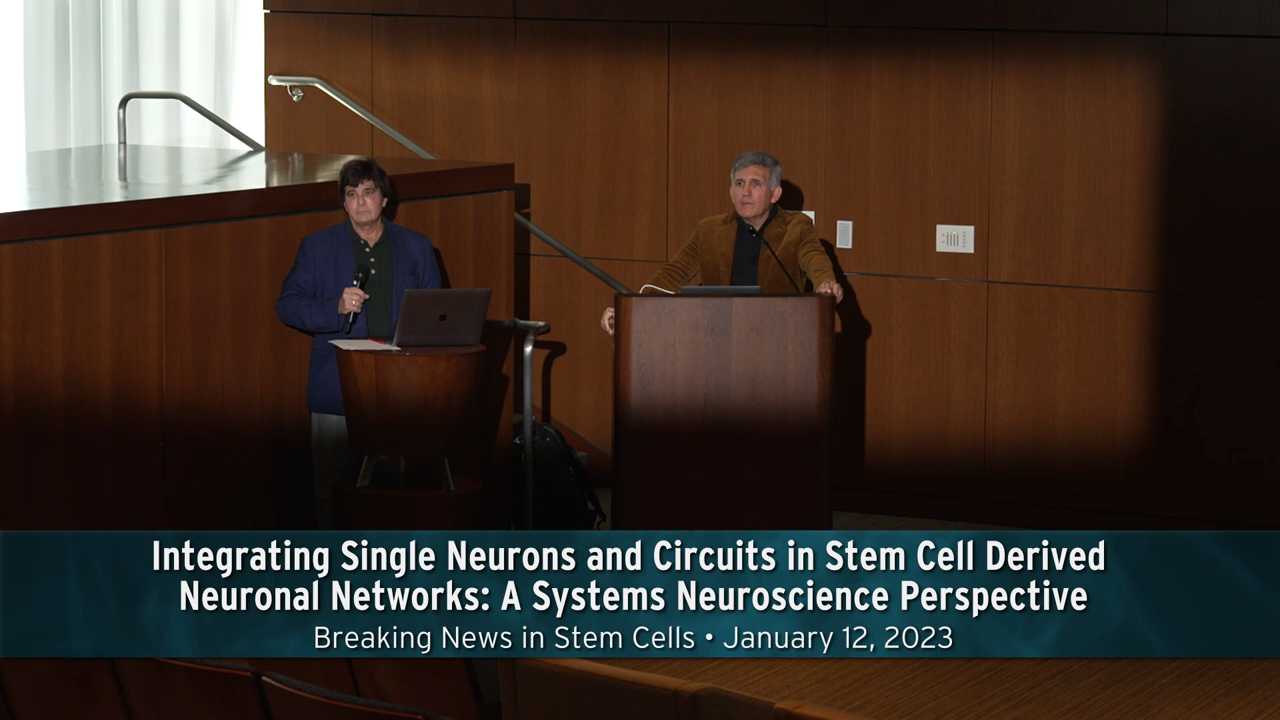 Integrating Single Neurons and Circuits in Stem Cell Derived
Neuronal Networks: A Systems Neuroscience Perspective
Breaking News in Stem Cells • January 12, 2023